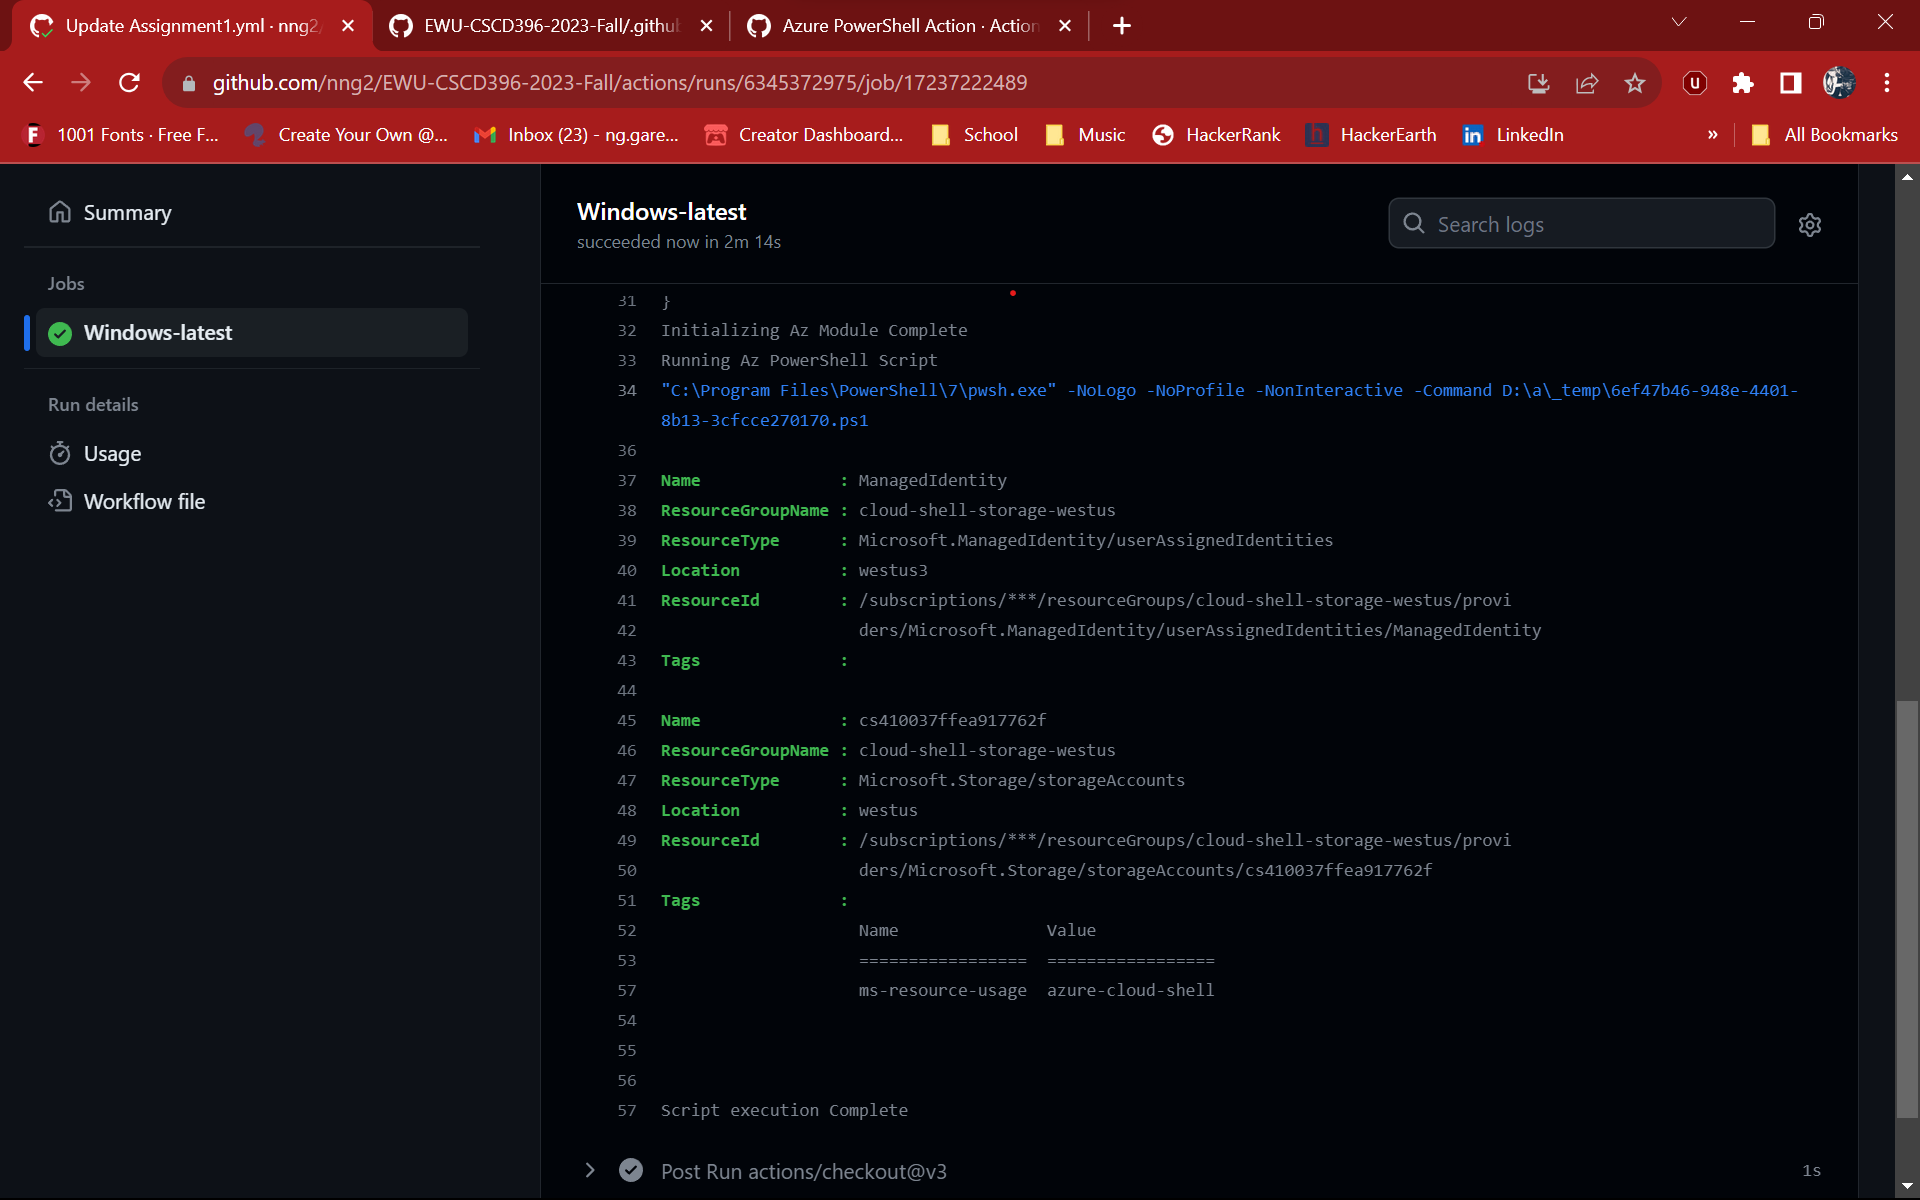 Update Assignment1.yml · nng2/
EWU-CSCD396-2023-Fall/.githu
Azure PowerShell Action · Action
github.com/nng2/EWU-CSCD396-2023-Fall/actions/runs/6345372975/job/17237222489
1001 Fonts · Free F...
Create Your Own @...
Inbox (23) - ng.gare...
Creator Dashboard...
School
Music
HackerRank
HackerEarth
LinkedIn
»
All Bookmarks
Summary
Jobs
Windows-latest
Run details
Usage
Workflow file
Windows-latest
succeeded now in 2m 14s
Search logs
31 }
32 Initializing Az Module Complete
33 Running Az PowerShell Script
34 "C:\Program Files\PowerShell\7\pwsh.exe" -NoLogo -NoProfile -NonInteractive -Command D:\a\_temp\6ef47b46-948e-4401-
8b13-3cfcce270170.ps1
36
37 Name : ManagedIdentity
38 ResourceGroupName : cloud-shell-storage-westus
39 ResourceType : Microsoft.ManagedIdentity/userAssignedIdentities
40 Location : westus3
41 ResourceId : /subscriptions/***/resourceGroups/cloud-shell-storage-westus/provi
42 ders/Microsoft.ManagedIdentity/userAssignedIdentities/ManagedIdentity
43 Tags :
44
45 Name : cs410037ffea917762f
46 ResourceGroupName : cloud-shell-storage-westus
47 ResourceType : Microsoft.Storage/storageAccounts
48 Location : westus
49 ResourceId : /subscriptions/***/resourceGroups/cloud-shell-storage-westus/provi
50 ders/Microsoft.Storage/storageAccounts/cs410037ffea917762f
51 Tags :
52 Name Value
53 ================= =================
57 ms-resource-usage azure-cloud-shell
54
55
56
57 Script execution Complete
Post Run actions/checkout@v3
1s